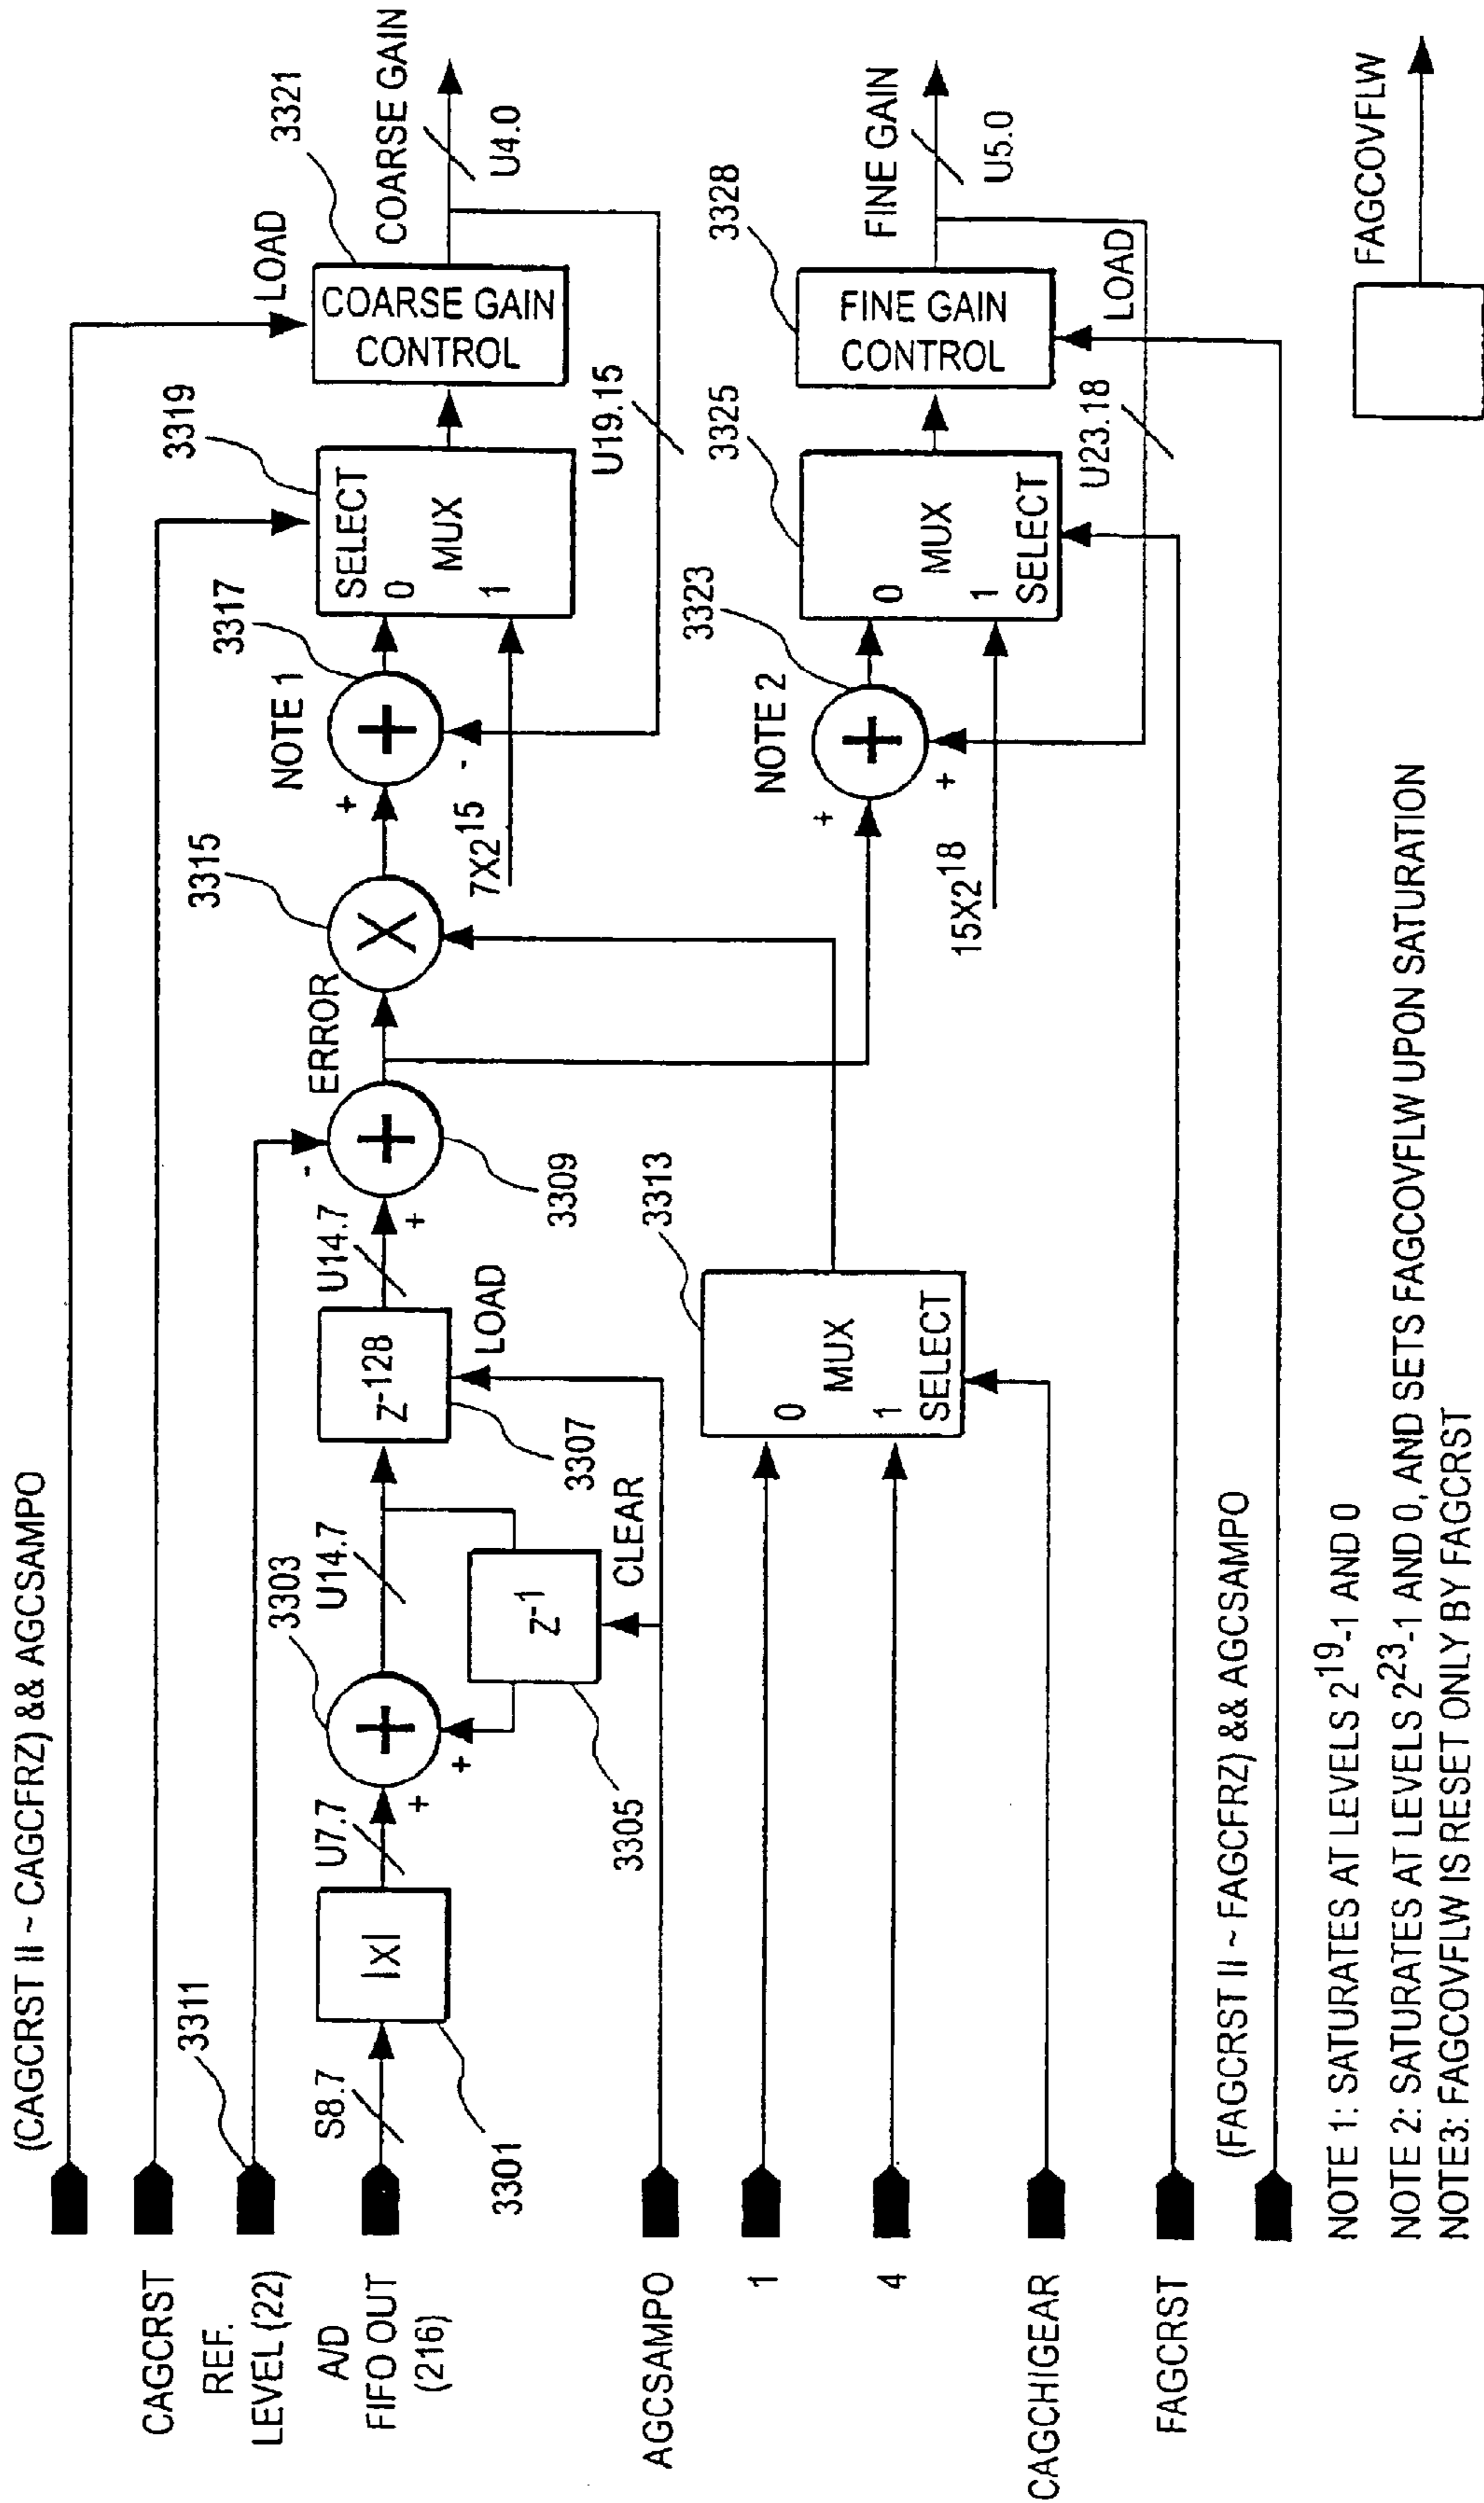 (CAGCRST II ~ CAGCFRZ) && AGCSAMPO
CAGCRST
REF.
LEVEL (22)
3311
A/D
FIFO OUT
(216)
S8.7
3301
|x|
U7.7
+
+
3303
+
3305
z-1
CLEAR
U14.7
3307
z-128
LOAD
U14.7
+
-
+
3309
ERROR
3315
X
+
-
NOTE 1
+
3317
7X2 15
3319
SELECT
0
MUX
1
LOAD
COARSE GAIN
CONTROL
3321
U19.15
COARSE GAIN
U4.0
AGCSAMPO
1
4
CAGCHIGEAR
3313
0
MUX
1
SELECT
NOTE 2
+
+
+
3323
15X2 18
3325
0
MUX
1
SELECT
U23.18
3328
FINE GAIN
CONTROL
LOAD
FINE GAIN
U5.0
FAGCRST
(FAGCRST II ~ FAGCFRZ) && AGCSAMPO
FAGCOVFLW
NOTE 1: SATURATES AT LEVELS 2 19-1 AND 0
NOTE 2: SATURATES AT LEVELS 2 23-1 AND 0, AND SETS FAGCOVFLW UPON SATURATION
NOTE3: FAGCOVFLW IS RESET ONLY BY FAGCRST